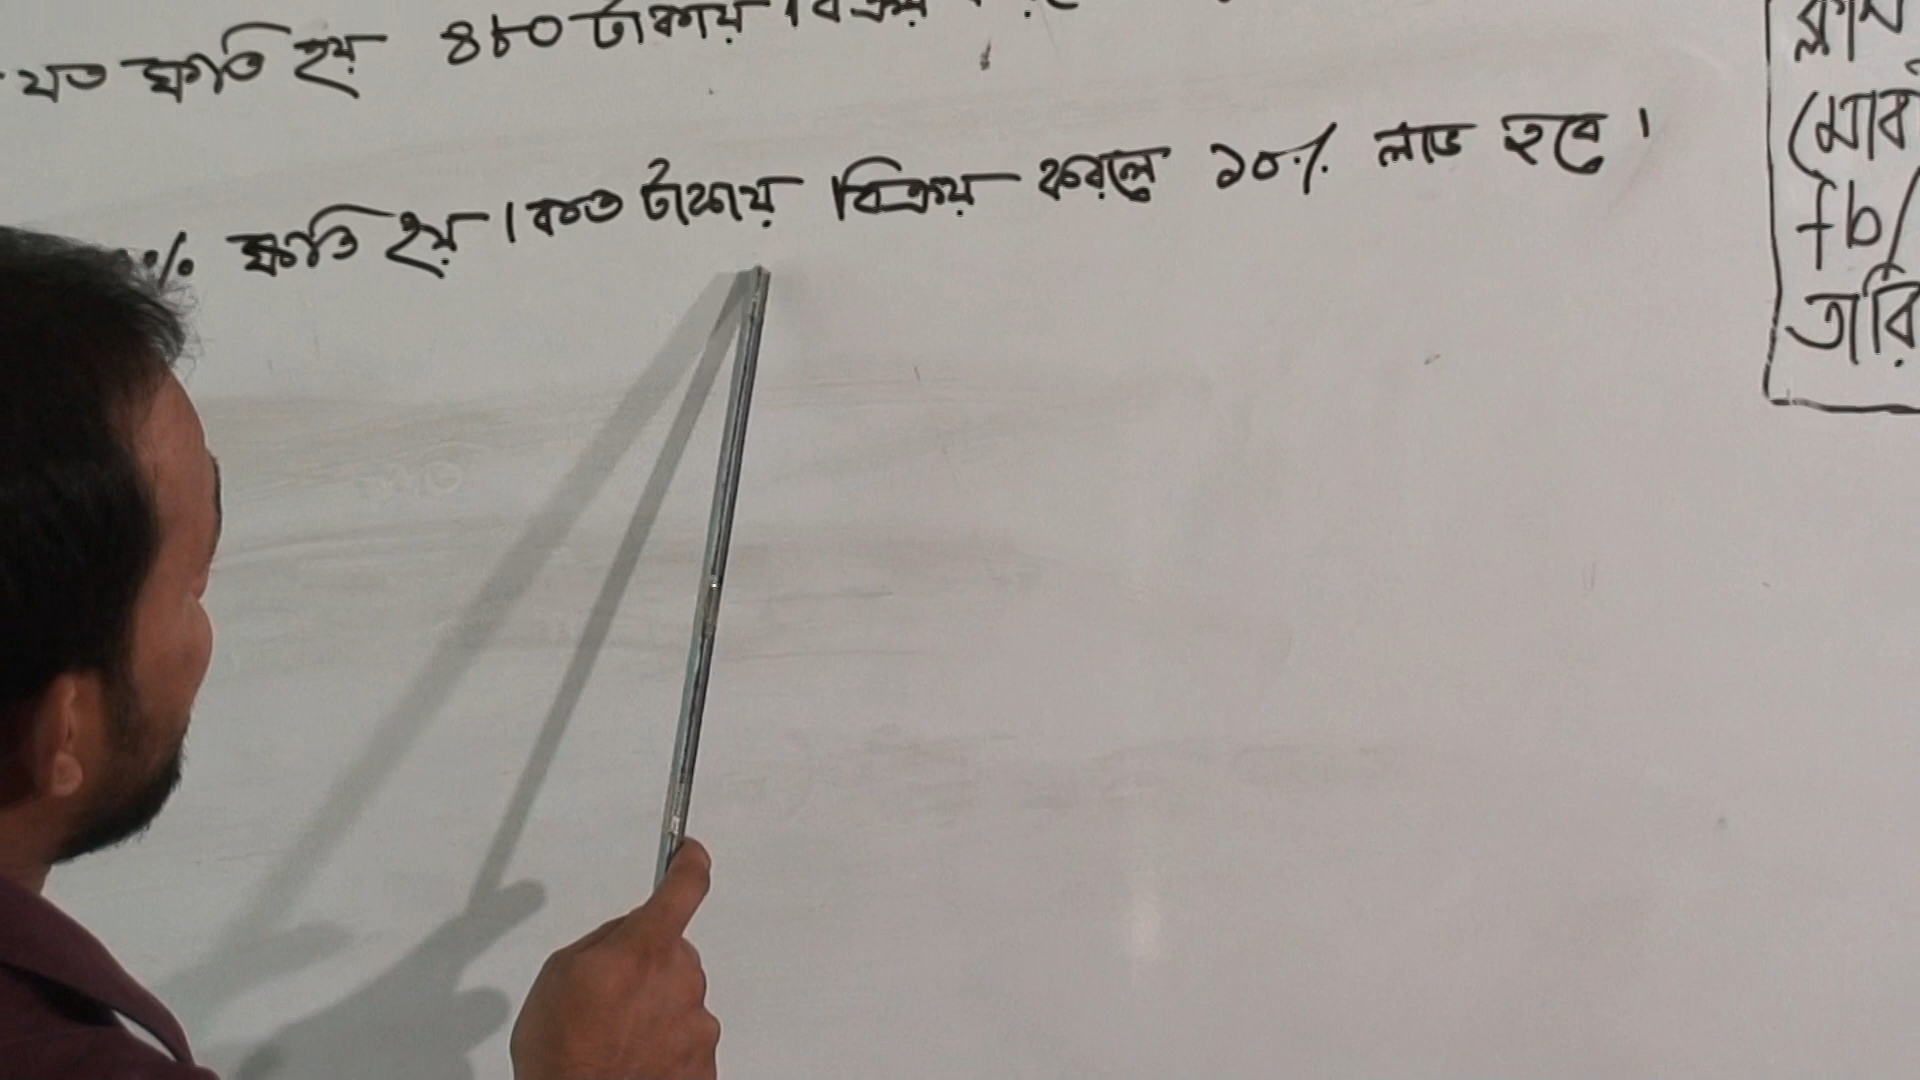 যত ক্ষতি হয় ৪৮০ টাকায় বিক্রয়
% ক্ষতি হয়। কত টাকায় বিক্রয় করলে ১০% লাভ হবে।
ক্লাস
মোব
fb/
তারি